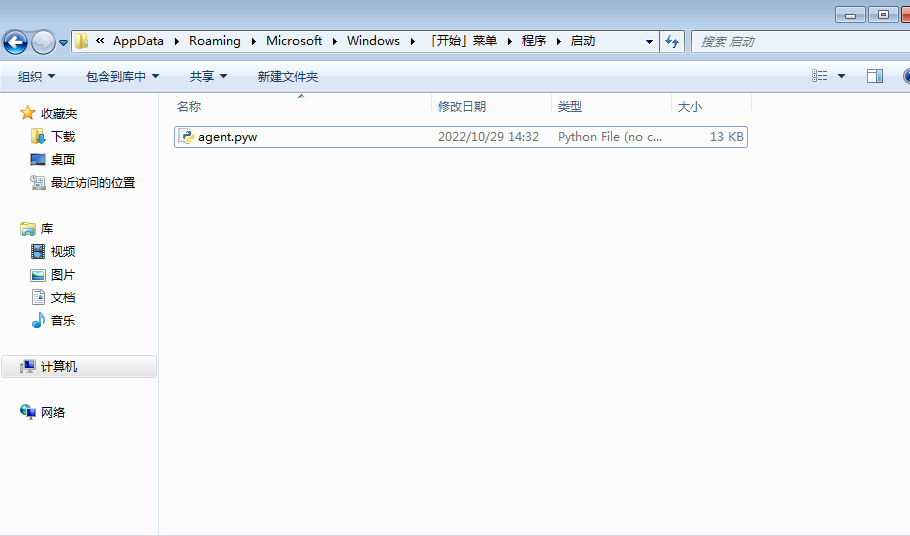 « AppData ▸ Roaming ▸ Microsoft ▸ Windows ▸ 「开始」菜单 ▸ 程序 ▸ 启动
搜索 启动
组织 包含到库中 共享 新建文件夹
收藏夹
下载
桌面
最近访问的位置
库
视频
图片
文档
音乐
计算机
网络
名称 修改日期 类型 大小
agent.pyw 2022/10/29 14:32 Python File (no c... 13 KB